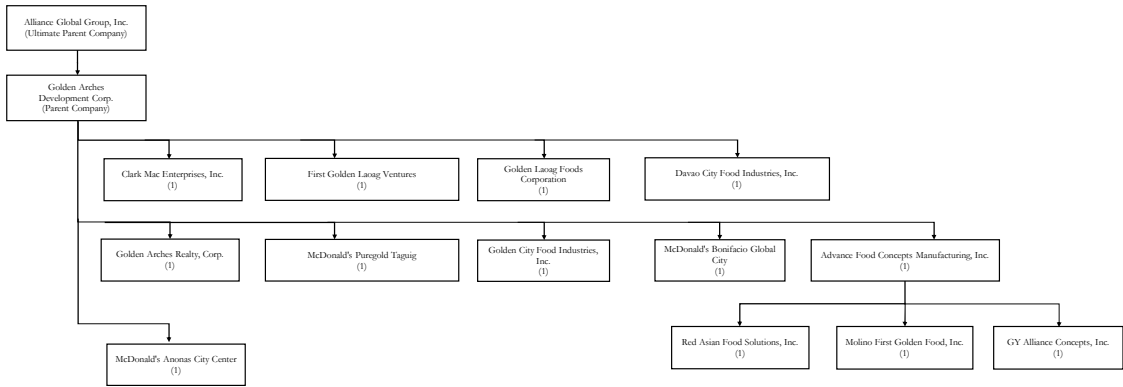 Alliance Global Group, Inc.
(Ultimate Parent Company)
Golden Arches
Development Corp.
(Parent Company)
Clark Mac Enterprises, Inc.
(1)
First Golden Laoag Ventures
(1)
Golden Laoag Foods
Corporation
(1)
Davao City Food Industries, Inc.
(1)
Golden Arches Realty, Corp.
(1)
McDonald's Puregold Taguig
(1)
Golden City Food Industries,
Inc.
(1)
McDonald's Bonifacio Global
City
(1)
Advance Food Concepts Manufacturing, Inc.
(1)
Red Asian Food Solutions, Inc.
(1)
Molino First Golden Food, Inc.
(1)
GY Alliance Concepts, Inc.
(1)
McDonald's Anonas City Center
(1)